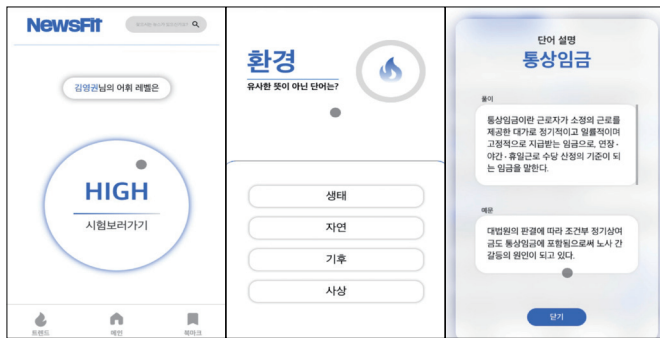 NewsFit
김영권님의 어휘 레벨은
HIGH
시험보러가기
트렌드
메인
북마크
환경
유사한 뜻이 아닌 단어는?
생태
자연
기후
사상
단어 설명
통상임금
풀이
통상임금이란 근로자가 소정의 근로를
제공한 대가로 정기적이고 일률적이며
고정적으로 지급받는 임금으로, 연장·
야간·휴일근로 수당 산정의 기준이 되
는 임금을 말한다.
예문
대법원의 판결에 따라 조건부 정기상여
금도 통상임금에 포함됨으로써 노사 간
갈등의 원인이 되고 있다.
닫기